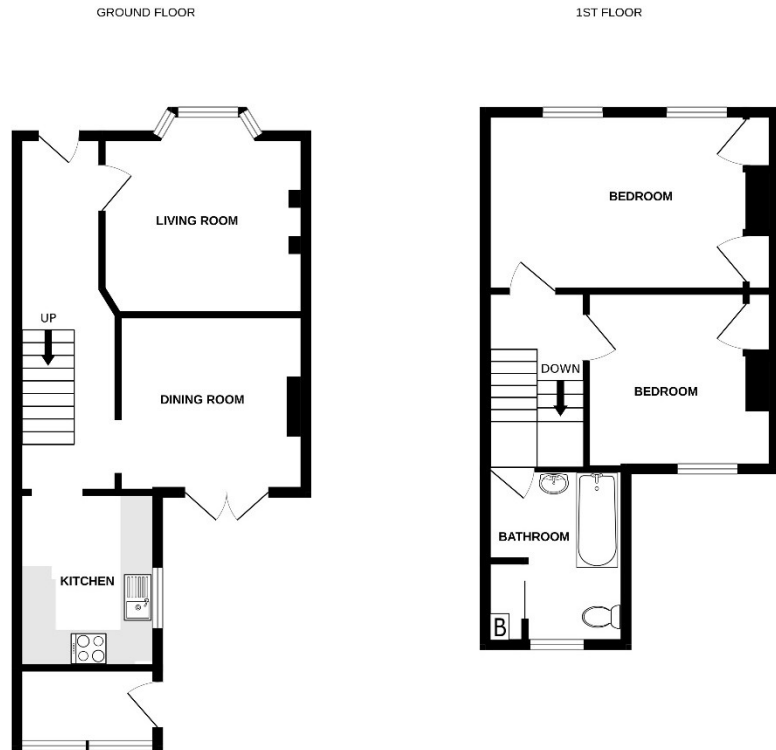 GROUND FLOOR
1ST FLOOR
LIVING ROOM
UP
DINING ROOM
KITCHEN
BEDROOM
DOWN
BEDROOM
BATHROOM
B